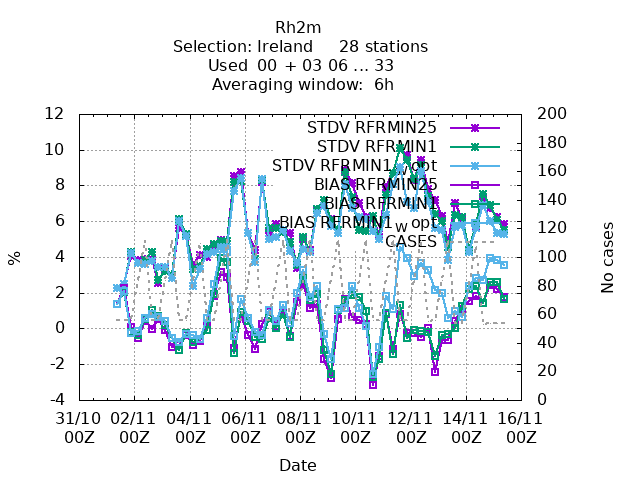 Rh2m
Selection: Ireland 28 stations
Used 00 + 03 06 ... 33
Averaging window: 6h
12
10
8
6
4
2
0
-2
-4
%
200
180
160
140
120
100
80
60
40
20
0
No cases
STDV RFRMIN25
STDV RFRMIN1
STDV RFRMIN1_wopt
BIAS RFRMIN25
BIAS RFRMIN1
BIAS RFRMIN1_wopt
CASES
31/10 02/11 04/11 06/11 08/11 10/11 12/11 14/11 16/11
00Z 00Z 00Z 00Z 00Z 00Z 00Z 00Z 00Z
Date